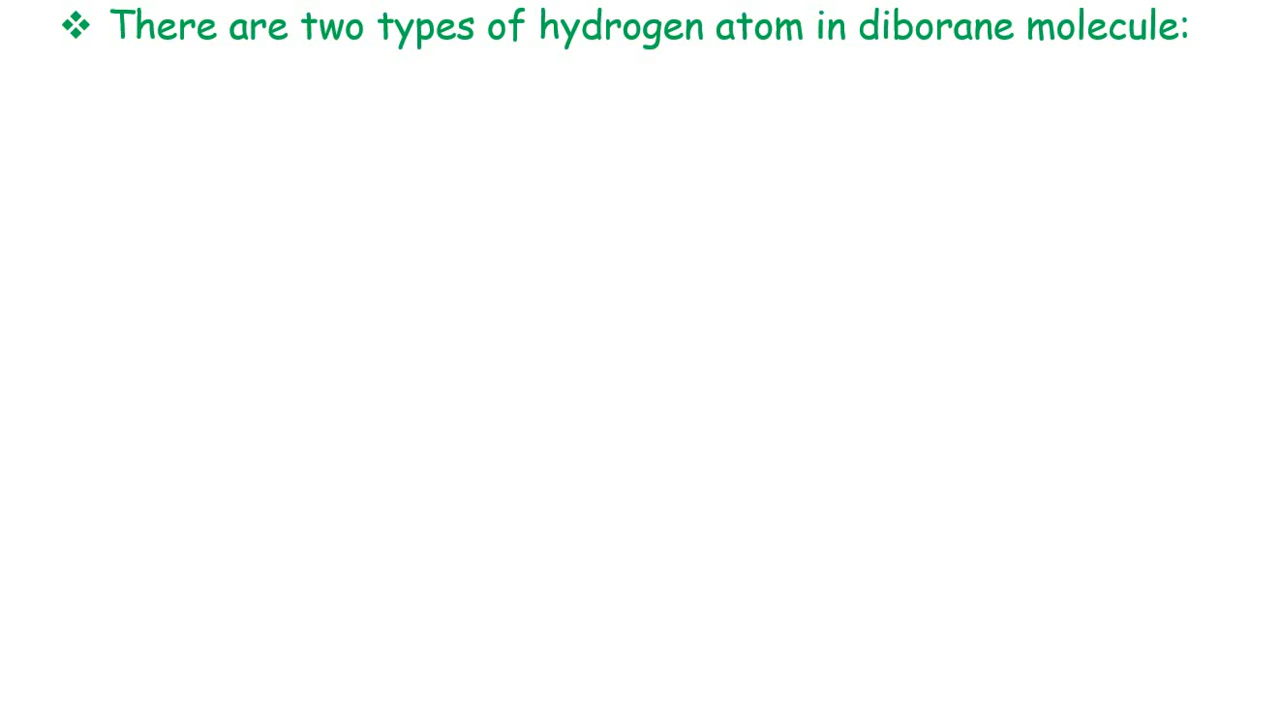 ❖ There are two types of hydrogen atom in diborane molecule: